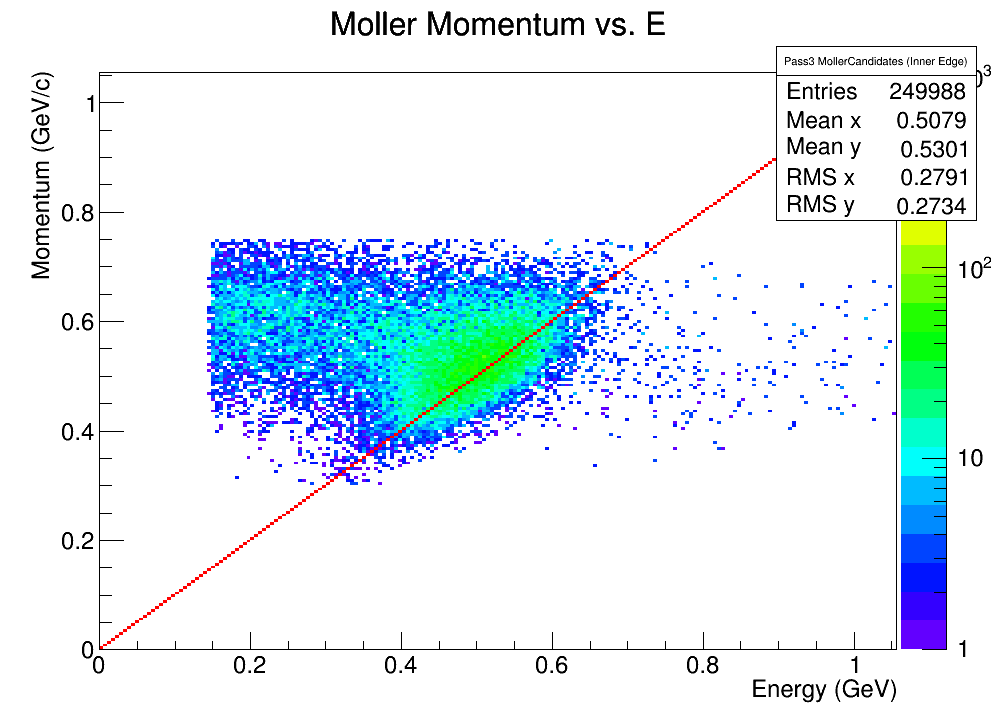 Moller Momentum vs. E
Pass3 MollerCandidates (Inner Edge)
Entries 249988
Mean x 0.5079
Mean y 0.5301
RMS x 0.2791
RMS y 0.2734
Momentum (GeV/c)
1
0.8
0.6
0.4
0.2
0
0 0.2 0.4 0.6 0.8 1
Energy (GeV)
10²
10
1